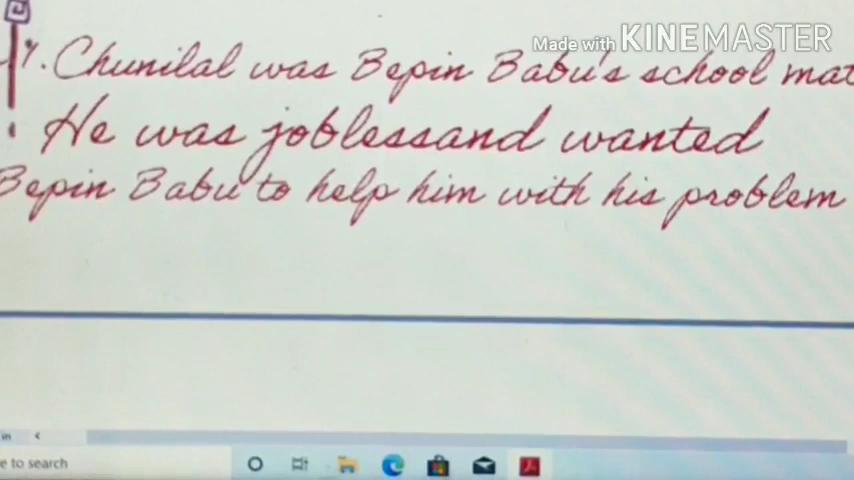 Made with KINEMASTER
Chunilal was Bepin Babu's school mat
He was joblessand wanted
Bepin Babu to help him with his problem
in
e to search